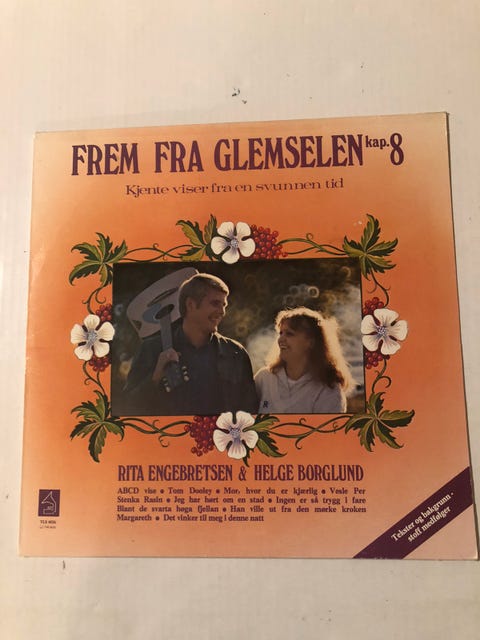 FREM FRA GLEMSELEN kap. 8
Kjente viser fra en svunnen tid
RITA ENGEBRETSEN & HELGE BORGLUND
ABCD vise • Tom Dooley • Mor, hvor du er kjærlig • Vesle Per
Stenka Rasin • Jeg har hørt om en stad • Ingen er så trygg i fare
Blant de svarta høga fjellan • Han ville ut fra den mørke kroken
Margareth • Det vinker til meg i denne natt
Tekster og bakgrunn-
stoff medfølger